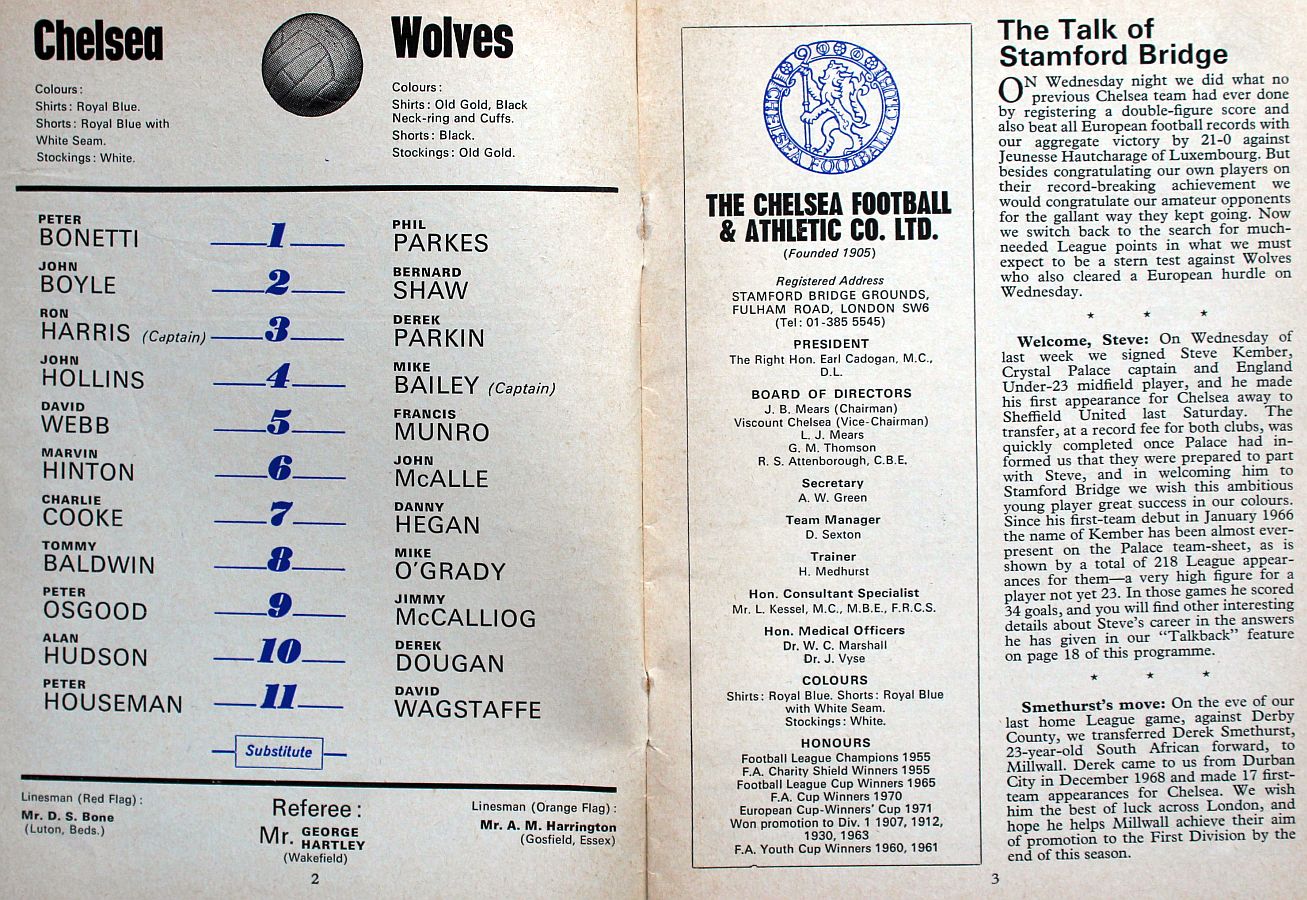 Chelsea
Colours:
Shirts: Royal Blue.
Shorts: Royal Blue with
White Seam.
Stockings: White.
Wolves
Colours:
Shirts: Old Gold, Black
Neck-ring and Cuffs.
Shorts: Black.
Stockings: Old Gold.
PETER
BONETTI
1
PHIL
PARKES
JOHN
BOYLE
2
BERNARD
SHAW
RON
HARRIS (Captain)
3
DEREK
PARKIN
JOHN
HOLLINS
4
MIKE
BAILEY (Captain)
DAVID
WEBB
5
FRANCIS
MUNRO
MARVIN
HINTON
6
JOHN
McALLE
CHARLIE
COOKE
7
DANNY
HEGAN
TOMMY
BALDWIN
8
MIKE
O'GRADY
PETER
OSGOOD
9
JIMMY
McCALLIOG
ALAN
HUDSON
10
DEREK
DOUGAN
PETER
HOUSEMAN
11
DAVID
WAGSTAFFE
Substitute
Linesman (Red Flag):
Mr. D. S. Bone
(Luton, Beds.)
Referee:
Mr. GEORGE HARTLEY
(Wakefield)
Linesman (Orange Flag):
Mr. A. M. Harrington
(Gosfield, Essex)
2
CHELSEA FOOTBALL CLUB LTD
THE CHELSEA FOOTBALL
& ATHLETIC CO. LTD.
(Founded 1905)
Registered Address
STAMFORD BRIDGE GROUNDS,
FULHAM ROAD, LONDON SW6
(Tel: 01-385 5545)
PRESIDENT
The Right Hon. Earl Cadogan, M.C.,
D.L.
BOARD OF DIRECTORS
J. B. Mears (Chairman)
Viscount Chelsea (Vice-Chairman)
L. J. Mears
G. M. Thomson
R. S. Attenborough, C.B.E.
Secretary
A. W. Green
Team Manager
D. Sexton
Trainer
H. Medhurst
Hon. Consultant Specialist
Mr. L. Kessel, M.C., M.B.E., F.R.C.S.
Hon. Medical Officers
Dr. W. C. Marshall
Dr. J. Vyse
COLOURS
Shirts: Royal Blue. Shorts: Royal Blue
with White Seam.
Stockings: White.
HONOURS
Football League Champions 1955
F.A. Charity Shield Winners 1955
Football League Cup Winners 1965
F.A. Cup Winners 1970
European Cup-Winners' Cup 1971
Won promotion to Div. 1 1907, 1912,
1930, 1963
F.A. Youth Cup Winners 1960, 1961
The Talk of
Stamford Bridge
ON Wednesday night we did what no
previous Chelsea team had ever done
by registering a double-figure score and
also beat all European football records with
our aggregate victory by 21-0 against
Jeunesse Hautcharage of Luxembourg. But
besides congratulating our own players on
their record-breaking achievement we
would congratulate our amateur opponents
for the gallant way they kept going. Now
we switch back to the search for much-
needed League points in what we must
expect to be a stern test against Wolves
who also cleared a European hurdle on
Wednesday.
Welcome, Steve: On Wednesday of
last week we signed Steve Kember,
Crystal Palace captain and England
Under-23 midfield player, and he made
his first appearance for Chelsea away to
Sheffield United last Saturday. The
transfer, at a record fee for both clubs, was
quickly completed once Palace had in-
formed us that they were prepared to part
with Steve, and in welcoming him to
Stamford Bridge we wish this ambitious
young player great success in our colours.
Since his first-team debut in January 1966
the name of Kember has been almost ever-
present on the Palace team-sheet, as is
shown by a total of 218 League appear-
ances for them—a very high figure for a
player not yet 23. In those games he scored
34 goals, and you will find other interesting
details about Steve's career in the answers
he has given in our "Talkback" feature
on page 18 of this programme.
Smethurst's move: On the eve of our
last home League game, against Derby
County, we transferred Derek Smethurst,
23-year-old South African forward, to
Millwall. Derek came to us from Durban
City in December 1968 and made 17 first-
team appearances for Chelsea. We wish
him the best of luck across London, and
hope he helps Millwall achieve their aim
of promotion to the First Division by the
end of this season.
3